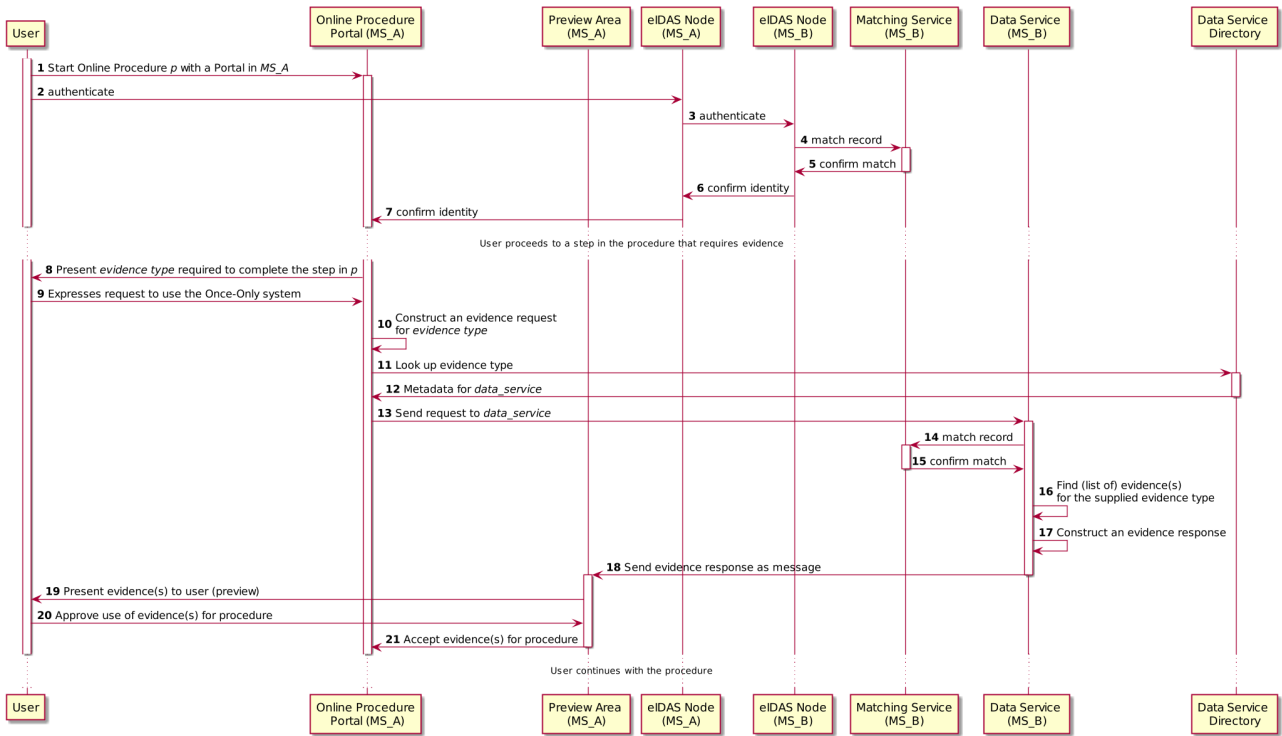 User
Online Procedure
Portal (MS_A)
Preview Area
(MS_A)
eIDAS Node
(MS_A)
eIDAS Node
(MS_B)
Matching Service
(MS_B)
Data Service
(MS_B)
Data Service
Directory
1 Start Online Procedure p with a Portal in MS_A
2 authenticate
3 authenticate
4 match record
5 confirm match
6 confirm identity
7 confirm identity
User proceeds to a step in the procedure that requires evidence
8 Present evidence type required to complete the step in p
9 Expresses request to use the Once-Only system
10 Construct an evidence request
for evidence type
11 Look up evidence type
12 Metadata for data_service
13 Send request to data_service
14 match record
15 confirm match
16 Find (list of) evidence(s)
for the supplied evidence type
17 Construct an evidence response
18 Send evidence response as message
19 Present evidence(s) to user (preview)
20 Approve use of evidence(s) for procedure
21 Accept evidence(s) for procedure
User continues with the procedure
User
Online Procedure
Portal (MS_A)
Preview Area
(MS_A)
eIDAS Node
(MS_A)
eIDAS Node
(MS_B)
Matching Service
(MS_B)
Data Service
(MS_B)
Data Service
Directory